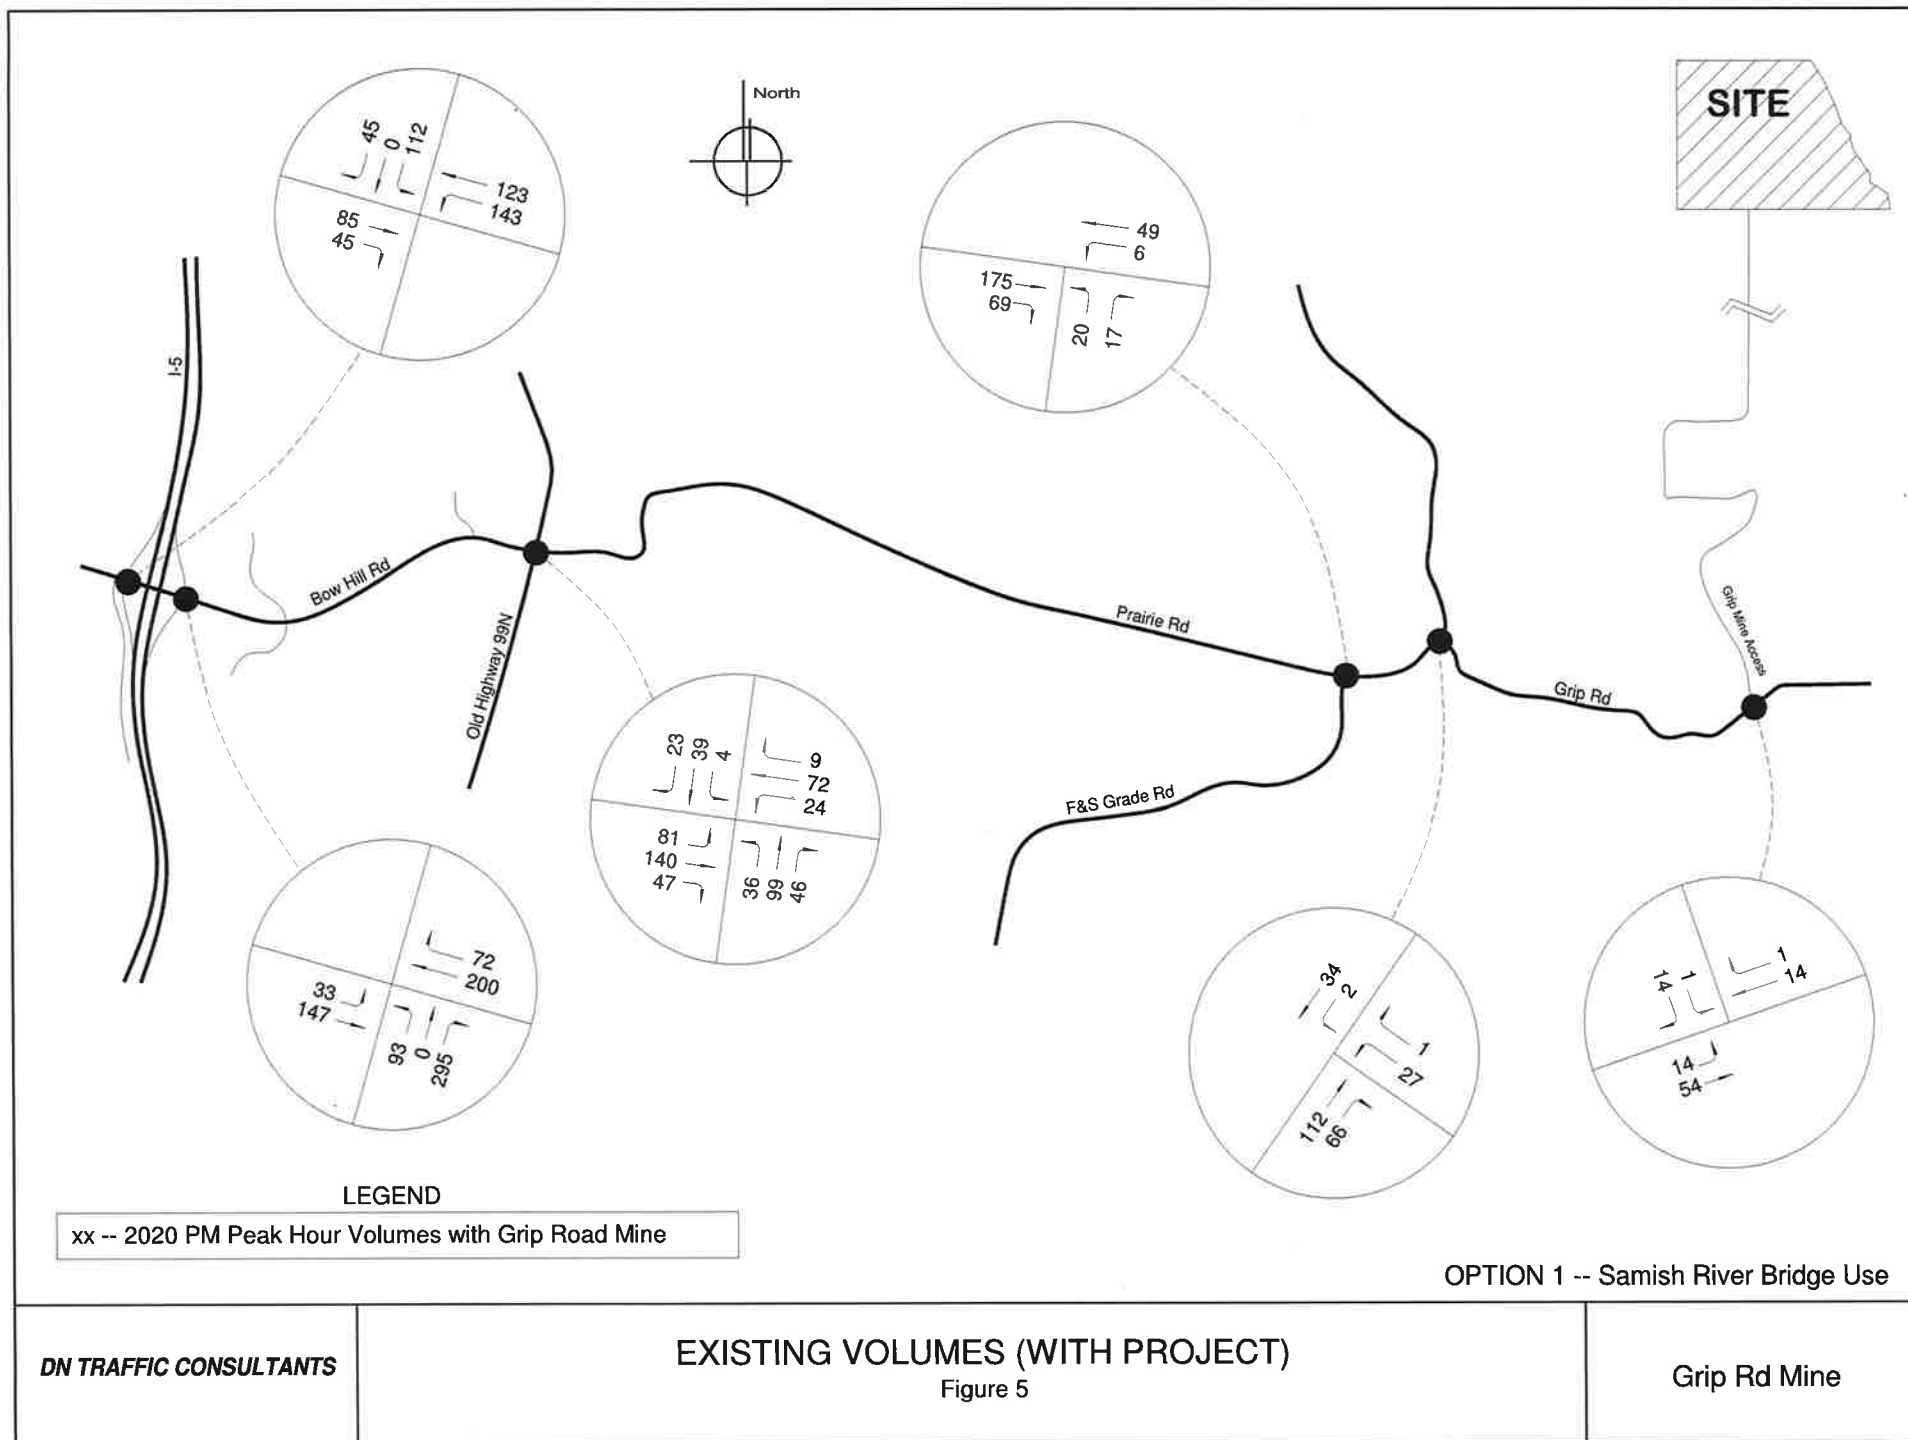 North
SITE
45
0
112
123
143
85
45
49
6
175
69
20
17
I-5
Bow Hill Rd
Old Highway 99N
Prairie Rd
F&S Grade Rd
Grip Rd
Grip Mine Access
23
39
4
9
72
24
81
140
47
36
99
46
72
200
33
147
93
0
295
34
2
1
27
112
66
14
1
1
14
14
54
LEGEND
xx -- 2020 PM Peak Hour Volumes with Grip Road Mine
OPTION 1 -- Samish River Bridge Use
DN TRAFFIC CONSULTANTS
EXISTING VOLUMES (WITH PROJECT)
Figure 5
Grip Rd Mine